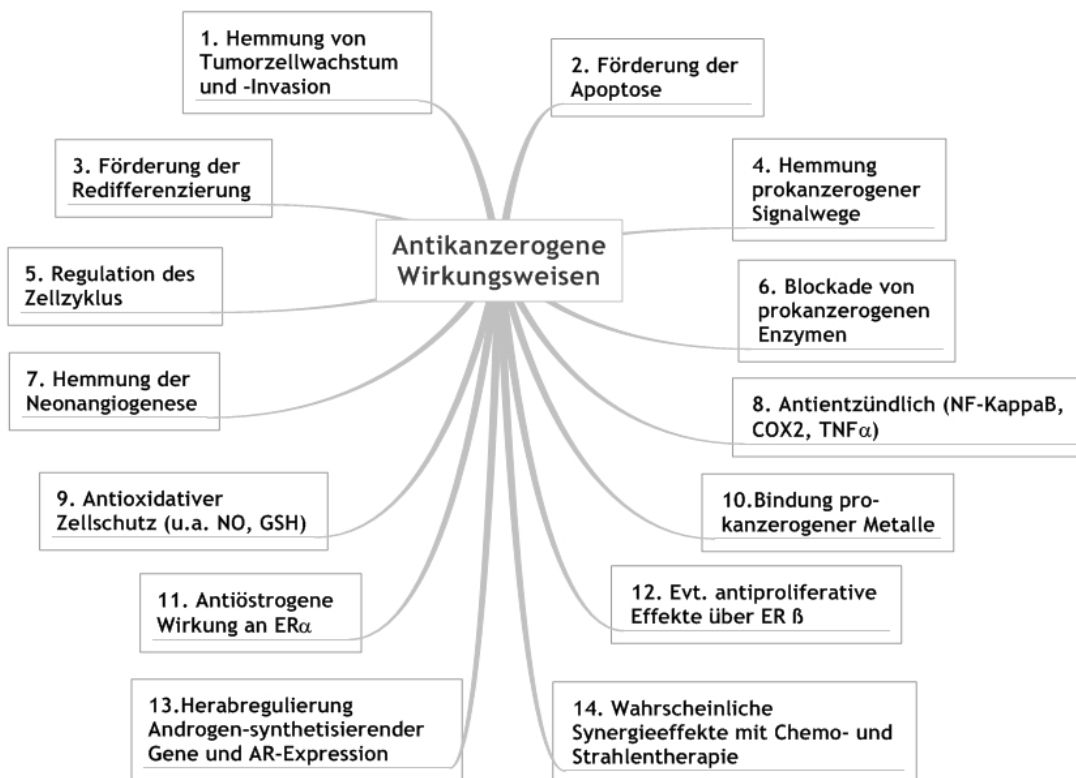 1. Hemmung von
Tumorzellwachstum
und -Invasion
2. Förderung der
Apoptose
3. Förderung der
Redifferenzierung
4. Hemmung
prokanzerogener
Signalwege
Antikanzerogene
Wirkungsweisen
5. Regulation des
Zellzyklus
6. Blockade von
prokanzerogenen
Enzymen
7. Hemmung der
Neonangiogenese
8. Antientzündlich (NF-KappaB,
COX2, TNFα)
9. Antioxidativer
Zellschutz (u.a. NO, GSH)
10.Bindung pro-
kanzerogener Metalle
11. Antiöstrogene
Wirkung an ERα
12. Evt. antiproliferative
Effekte über ER ß
13.Herabregulierung
Androgen-synthetisierender
Gene und AR-Expression
14. Wahrscheinliche
Synergieeffekte mit Chemo- und
Strahlentherapie